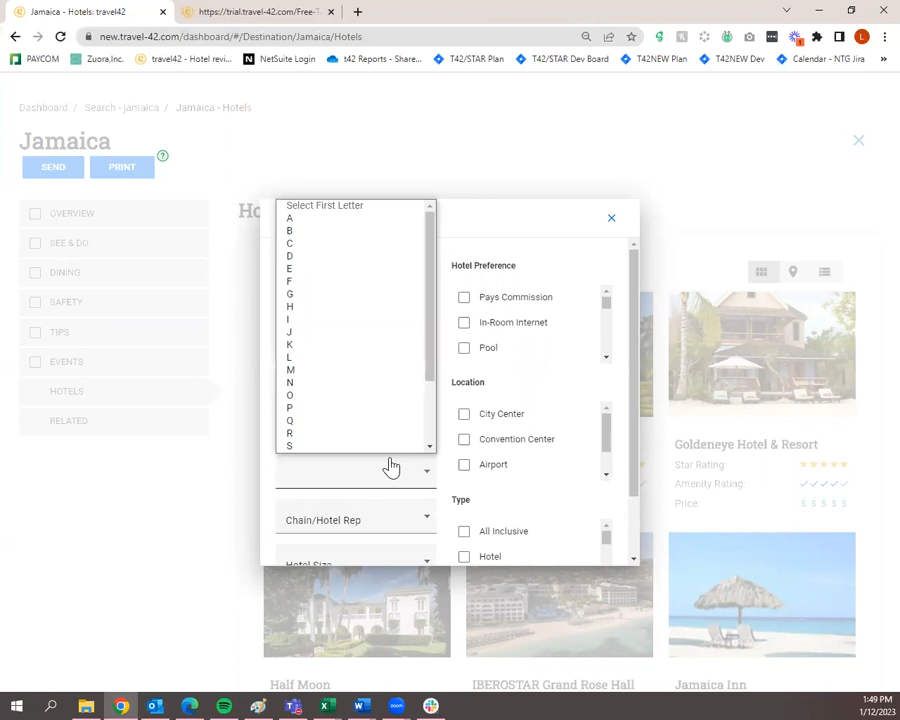 Jamaica - Hotels: travel42
https://trial.travel-42.com/Free-T
new.travel-42.com/dashboard/#/Destination/Jamaica/Hotels
PAYCOM
Zuora,Inc.
travel42 - Hotel revi...
NetSuite Login
t42 Reports - Share...
T42/STAR Plan
T42/STAR Dev Board
T42NEW Plan
T42NEW Dev
Calendar - NTG Jira
Dashboard / Search - jamaica / Jamaica - Hotels
Jamaica
SEND
PRINT
OVERVIEW
SEE & DO
DINING
SAFETY
TIPS
EVENTS
HOTELS
RELATED
Ho
Select First Letter
A
B
C
D
E
F
G
H
I
J
K
L
M
N
O
P
Q
R
S
Chain/Hotel Rep
Hotel Size
Hotel Preference
Pays Commission
In-Room Internet
Pool
Location
City Center
Convention Center
Airport
Type
All Inclusive
Hotel
Goldeneye Hotel & Resort
Star Rating:
Amenity Rating:
Price: $ $ $ $ $
Half Moon
IBEROSTAR Grand Rose Hall
Jamaica Inn
1:49 PM
1/12/2023